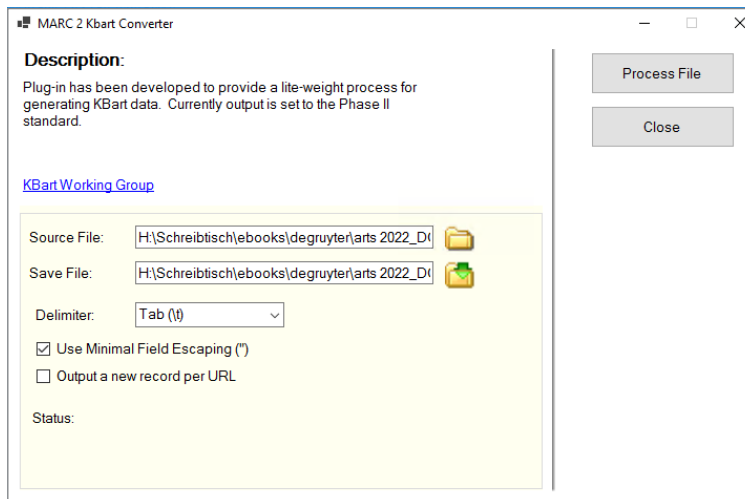 MARC 2 Kbart Converter
Description:
Plug-in has been developed to provide a lite-weight process for
generating KBart data. Currently output is set to the Phase II
standard.
KBart Working Group
Process File
Close
Source File: H:\Schreibtisch\ebooks\degruyter\arts 2022_D(
Save File: H:\Schreibtisch\ebooks\degruyter\arts 2022_D(
Delimiter: Tab (\t)
Use Minimal Field Escaping (")
Output a new record per URL
Status: